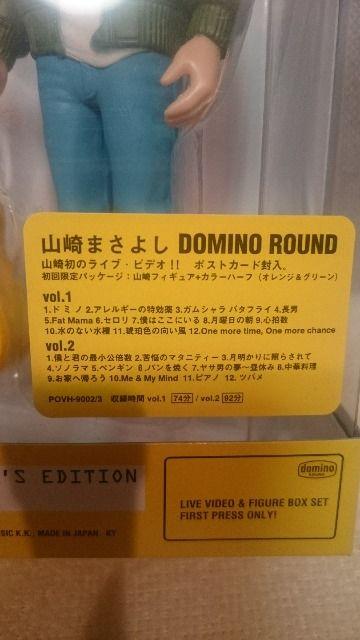 山崎まさよし DOMINO ROUND
山崎初のライブ・ビデオ!! ポストカード封入。
初回限定パッケージ:山崎フィギュア+カラーハーフ(オレンジ&グリーン)
vol.1
1.ドミノ 2.アレルギーの特効薬 3.ガムシャラ バタフライ 4.長男
5.Fat Mama 6.セロリ 7.僕はここにいる 8.月曜日の朝 9.心拍数
10.水のない水槽 11.琥珀色の向い風 12.One more time, One more chance
vol.2
1.僕と君の最小公倍数 2.苦悩のマタニティー 3.月明かりに照らされて
4.ソノラマ 5.ペンギン 6.パンを焼く 7.ヤサ男の夢〜昼休み 8.中華料理
9.お家へ帰ろう 10.Me & My Mind 11.ピアノ 12.ツバメ
POVH-9002/3 収録時間 vol.1 74分 / vol.2 92分
'S EDITION
SIC K.K., MADE IN JAPAN KY
domino
ROUND
LIVE VIDEO & FIGURE BOX SET
FIRST PRESS ONLY!